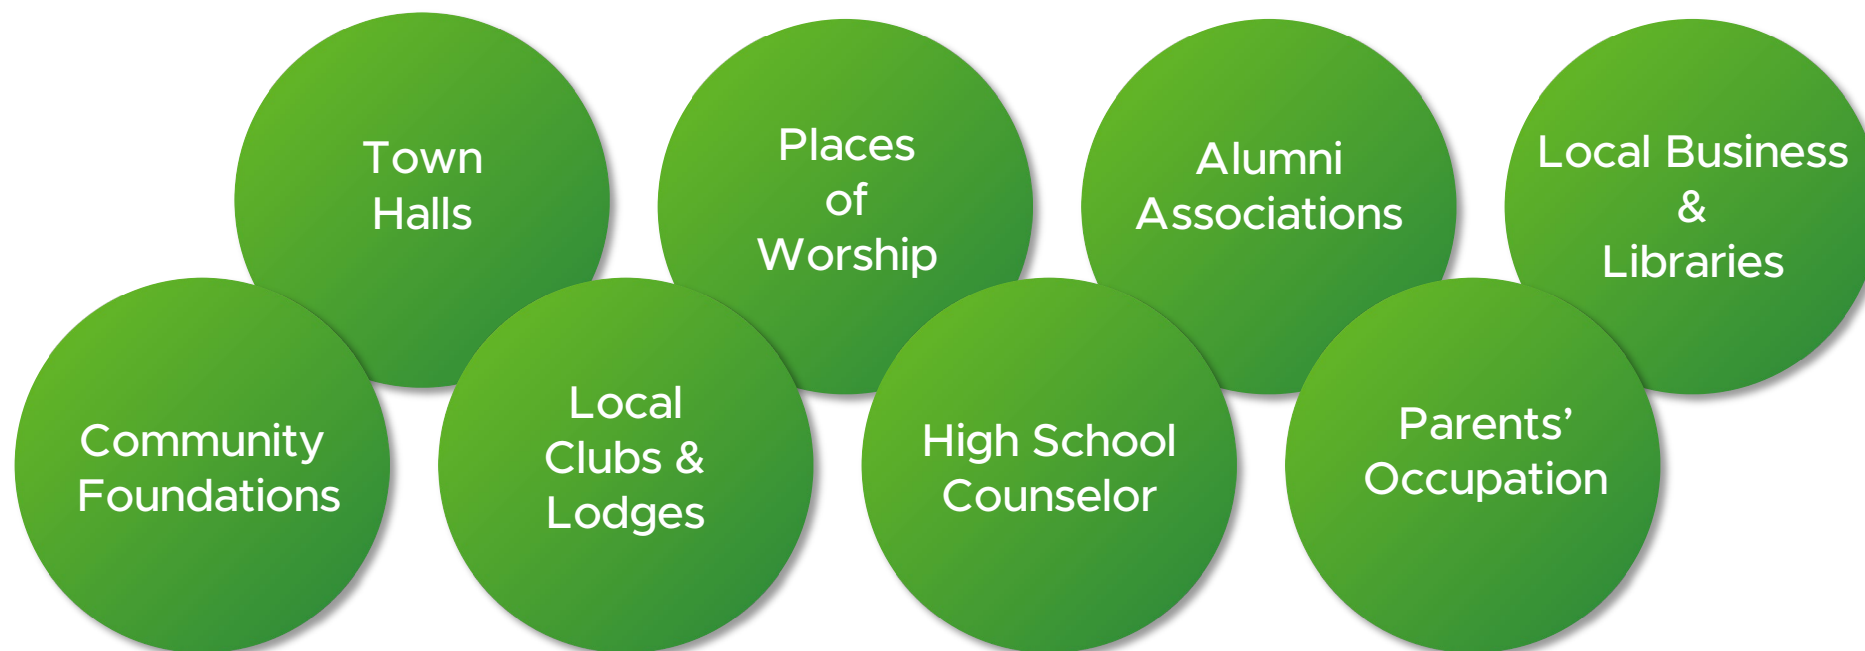 Town
Halls
Places
of
Worship
Alumni
Associations
Local Business
&
Libraries
Community
Foundations
Local
Clubs &
Lodges
High School
Counselor
Parents’
Occupation